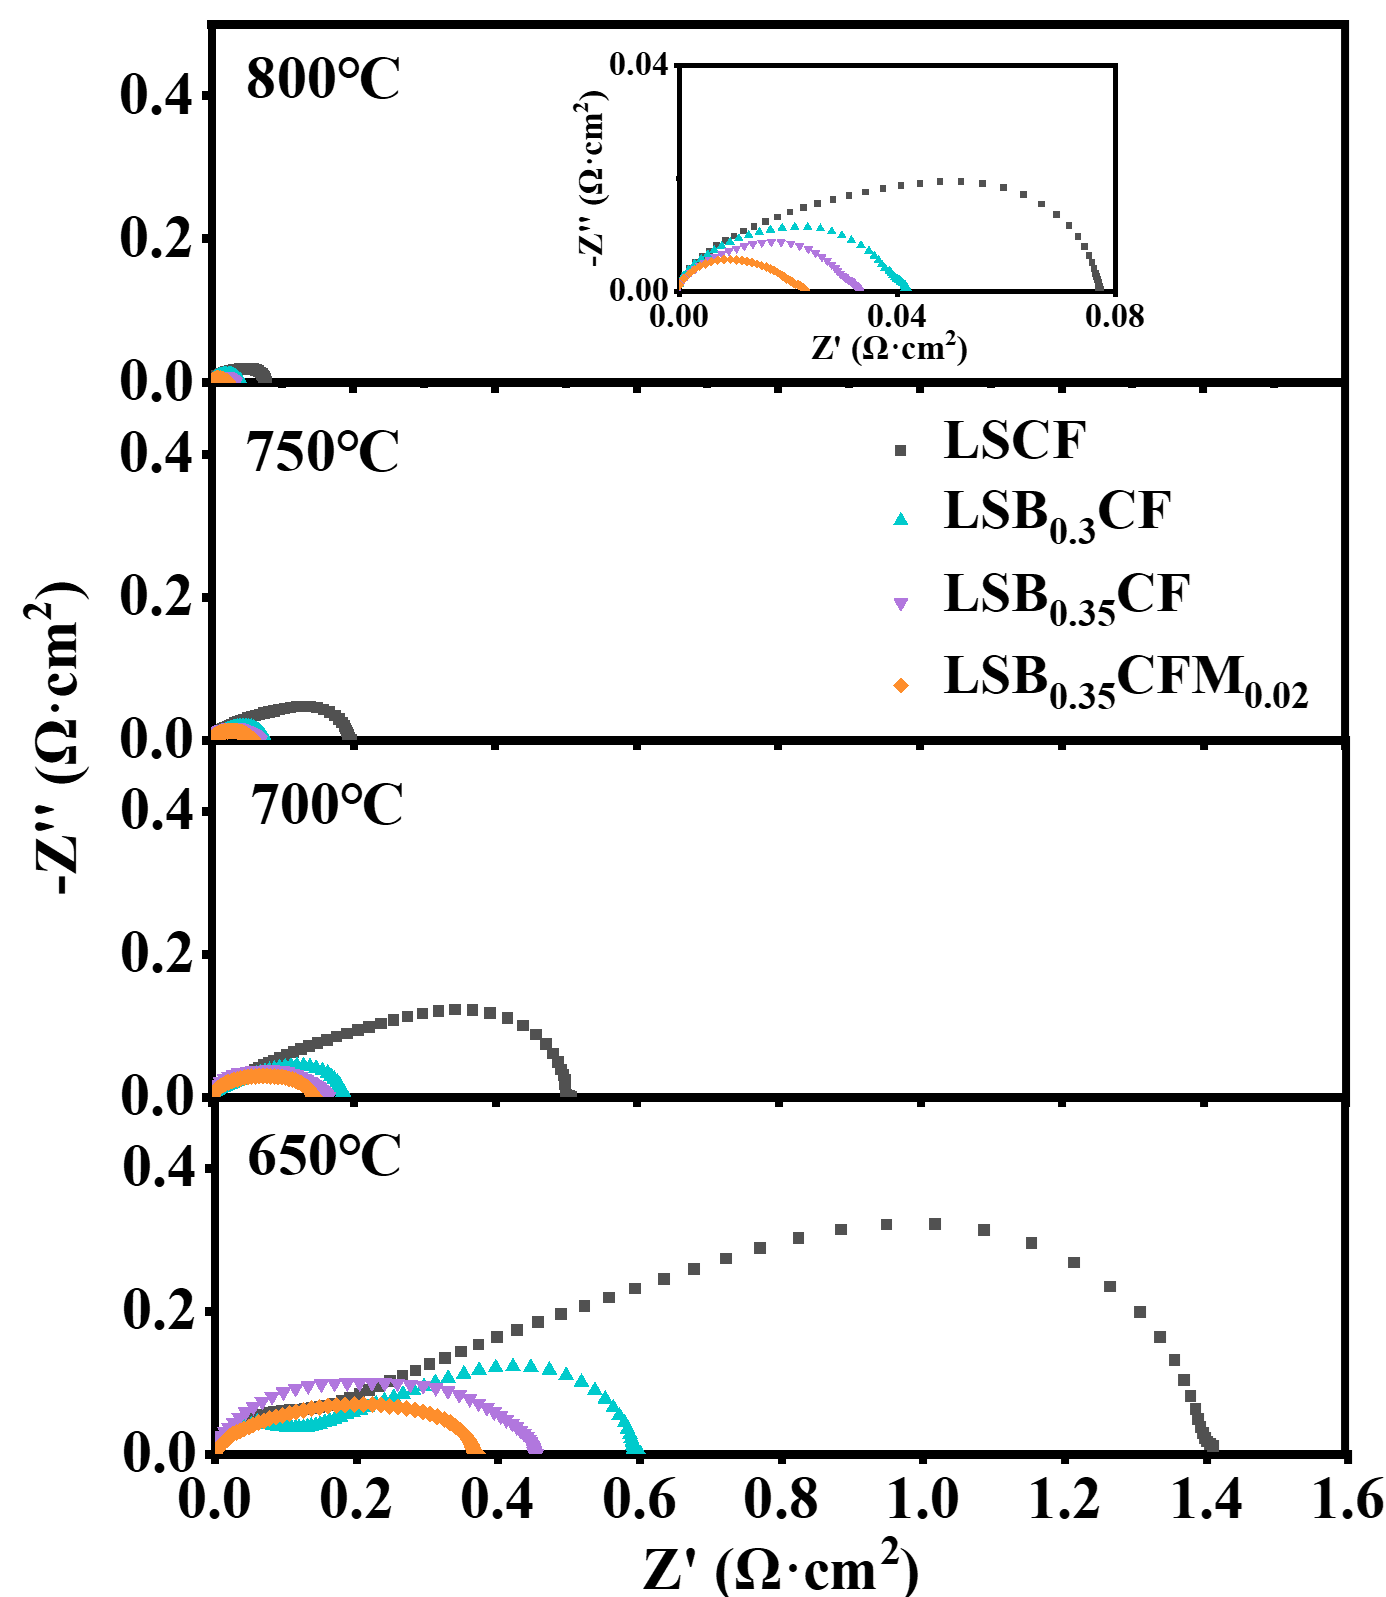 800℃
0.4
0.2
0.0
0.04
0.00
-Z'' (Ω·cm²)
0.00 0.04 0.08
Z' (Ω·cm²)
750℃
0.4
0.2
0.0
LSCF
LSB₀.₃CF
LSB₀.₃₅CF
LSB₀.₃₅CFM₀.₀₂
-Z'' (Ω·cm²)
700℃
0.4
0.2
0.0
650℃
0.4
0.2
0.0
0.0 0.2 0.4 0.6 0.8 1.0 1.2 1.4 1.6
Z' (Ω·cm²)